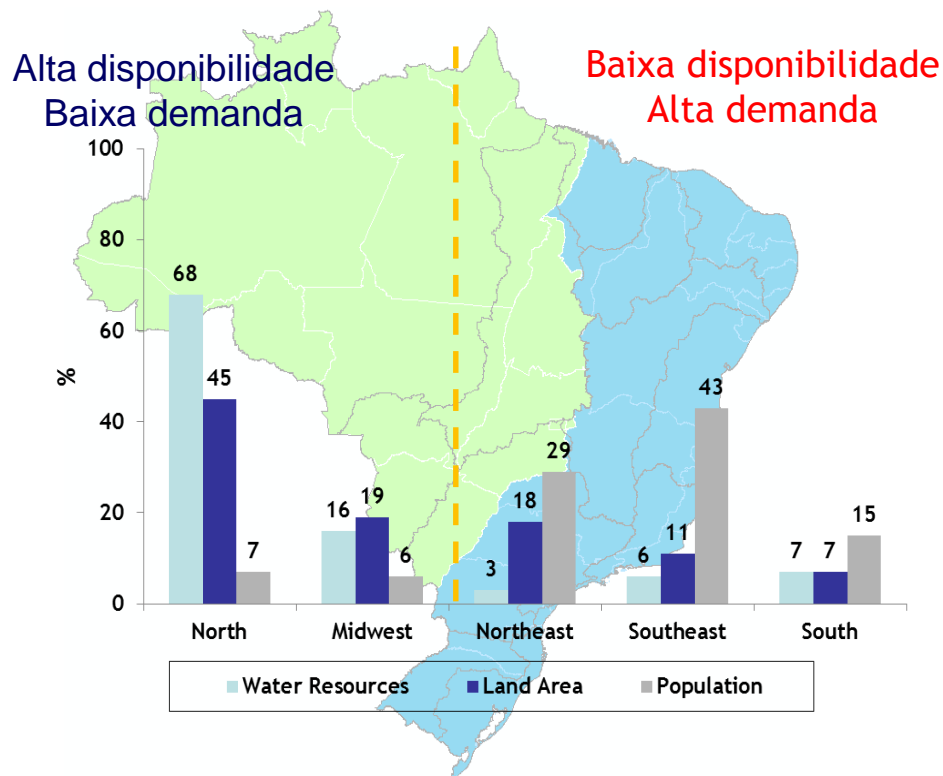 Alta disponibilidade
Baixa demanda
Baixa disponibilidade
Alta demanda
100
80
60
40
20
0
%
68
45
7
16
19
6
3
18
29
6
11
43
7
7
15
North
Midwest
Northeast
Southeast
South
Water Resources
Land Area
Population